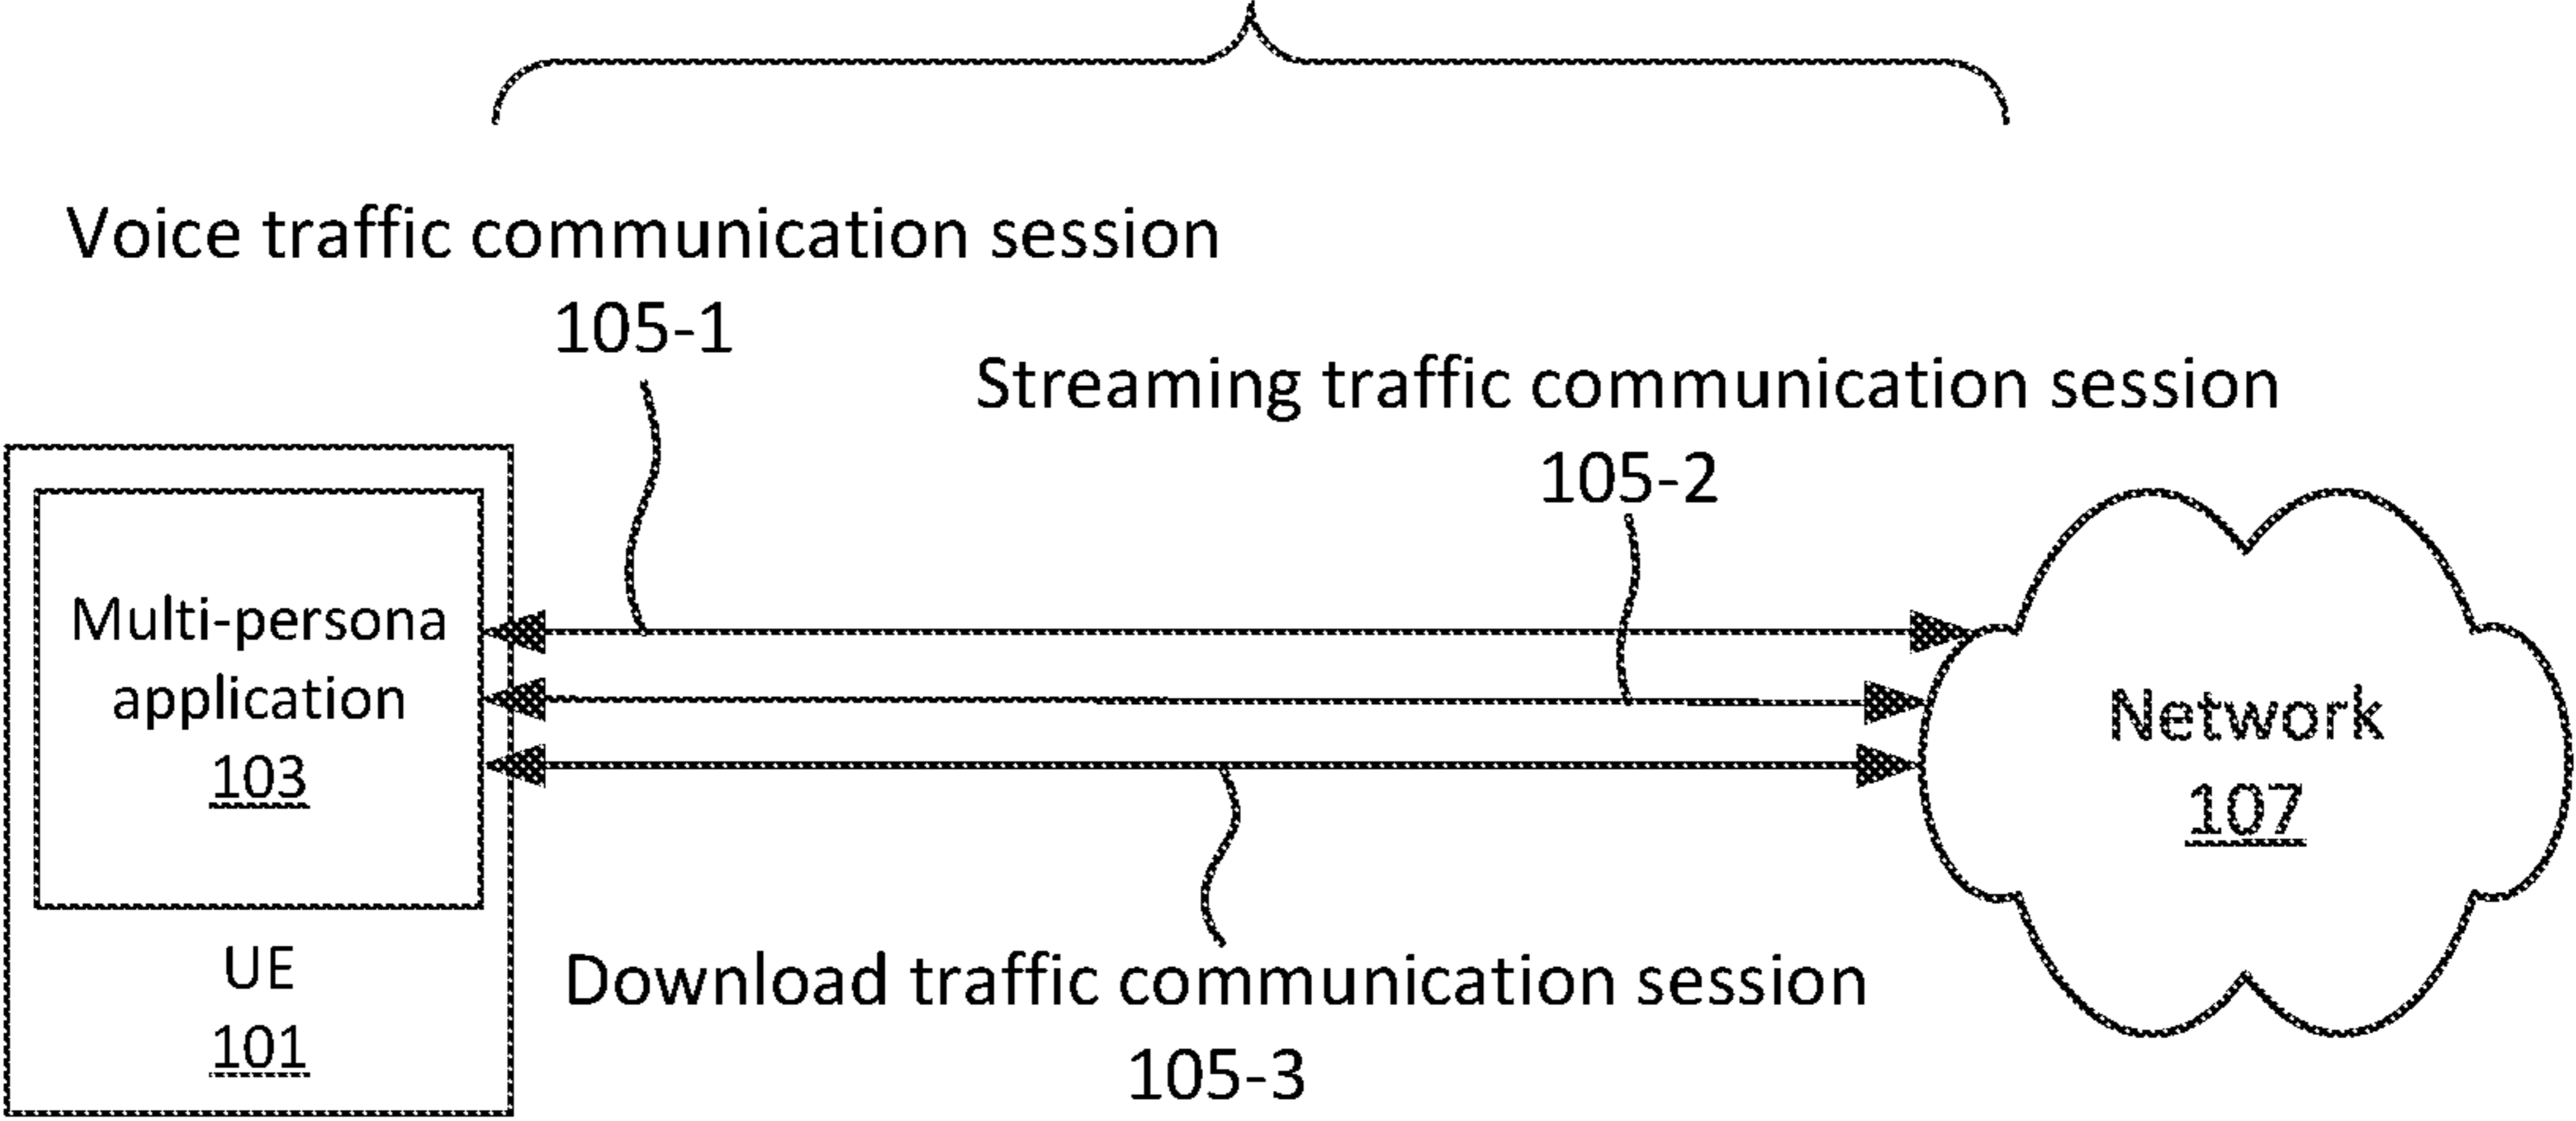 Voice traffic communication session
105-1
Streaming traffic communication session
105-2
Multi-persona
application
103
UE
101
Network
107
Download traffic communication session
105-3